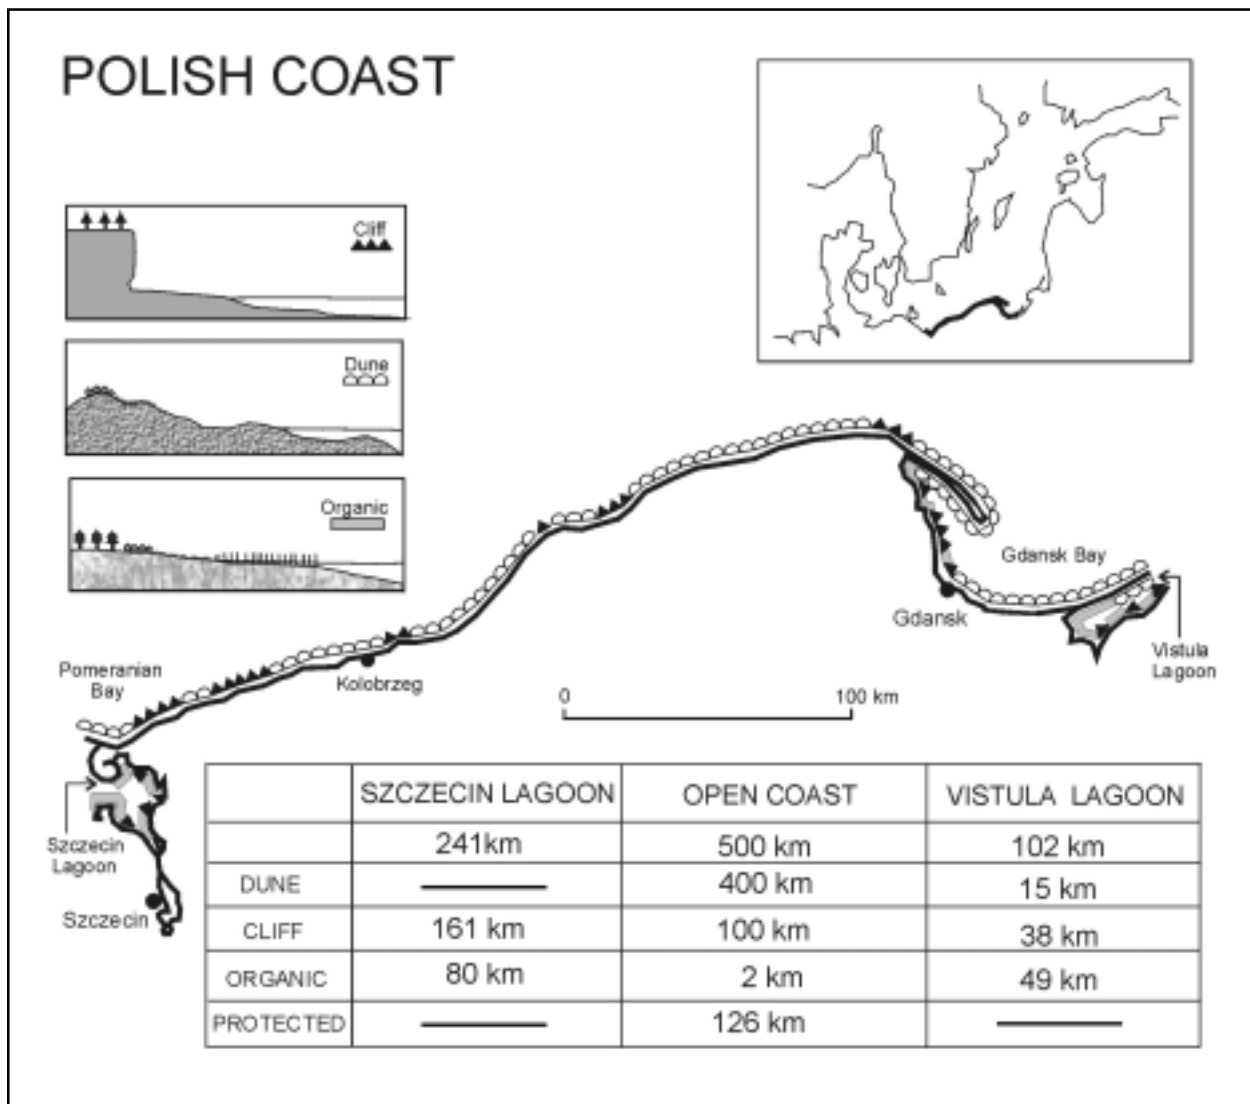 POLISH COAST
Cliff
Dune
Organic
Gdansk Bay
Gdansk
Vistula
Lagoon
Pomeranian
Bay
Kolobrzeg
0 100 km
Szczecin
Lagoon
Szczecin
SZCZECIN LAGOON OPEN COAST VISTULA LAGOON
241km 500 km 102 km
DUNE 400 km 15 km
CLIFF 161 km 100 km 38 km
ORGANIC 80 km 2 km 49 km
PROTECTED 126 km